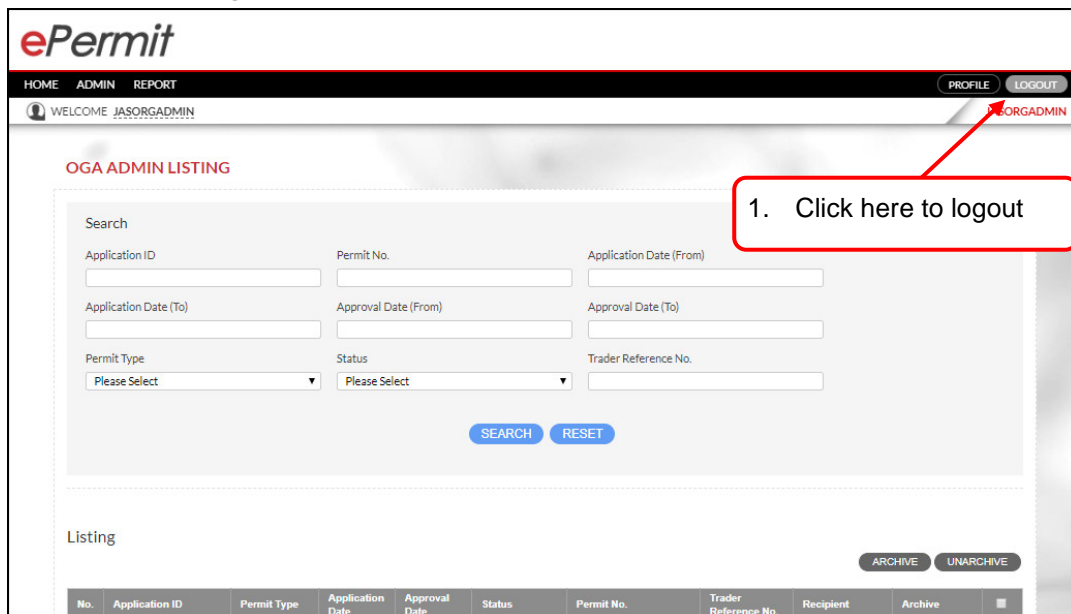 ePermit
HOME ADMIN REPORT PROFILE LOGOUT
WELCOME JASORGADMIN
OGA ADMIN LISTING
1. Click here to logout
Search
Application ID Permit No. Application Date (From)
Application Date (To) Approval Date (From) Approval Date (To)
Permit Type Status Trader Reference No.
Please Select Please Select
SEARCH RESET
Listing
ARCHIVE UNARCHIVE
No. Application ID Permit Type Application Date Approval Date Status Permit No. Trader Reference No. Recipient Archive